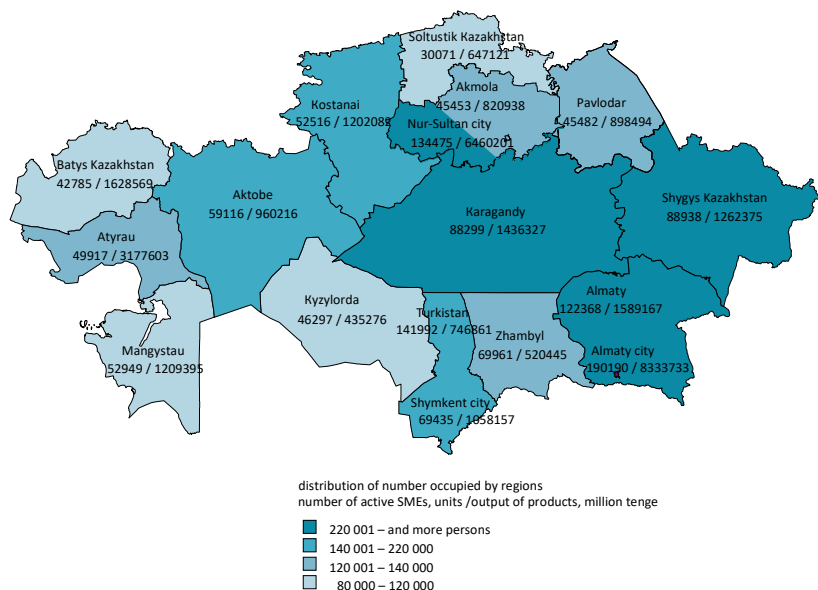 Soltustik Kazakhstan
30071 / 647121
Akmola
45453 / 820938
Kostanai
52516 / 1202088
Pavlodar
45482 / 898494
Nur-Sultan city
134475 / 6460201
Batys Kazakhstan
42785 / 1628569
Aktobe
59116 / 960216
Shygys Kazakhstan
88938 / 1262375
Karagandy
88299 / 1436327
Atyrau
49917 / 3177603
Kyzylorda
46297 / 435276
Almaty
122368 / 1589167
Turkistan
141992 / 746861
Zhambyl
69961 / 520445
Mangystau
52949 / 1209395
Almaty city
190190 / 8333733
Shymkent city
69435 / 1058157
distribution of number occupied by regions
number of active SMEs, units /output of products, million tenge
220 001 – and more persons
140 001 – 220 000
120 001 – 140 000
80 000 – 120 000